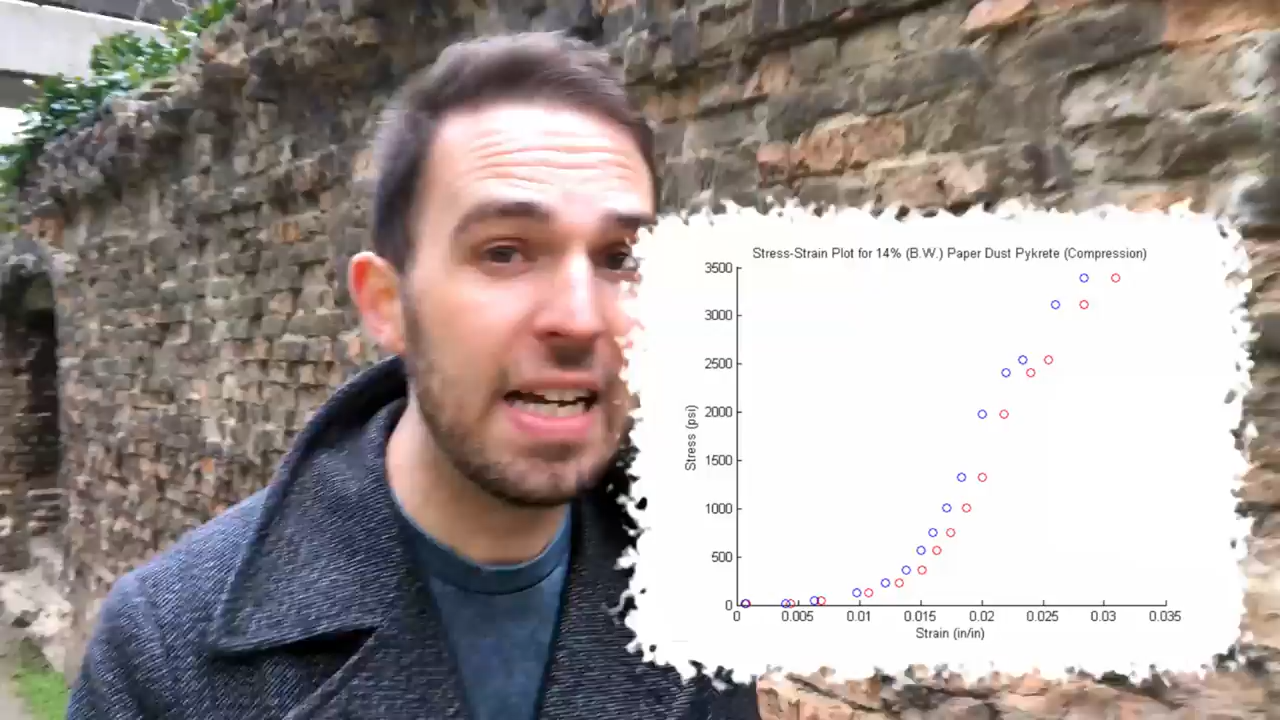 Stress-Strain Plot for 14% (B.W.) Paper Dust Pykrete (Compression)
3500
3000
2500
2000
1500
1000
500
0
Stress (psi)
0 0.005 0.01 0.015 0.02 0.025 0.03 0.035
Strain (in/in)